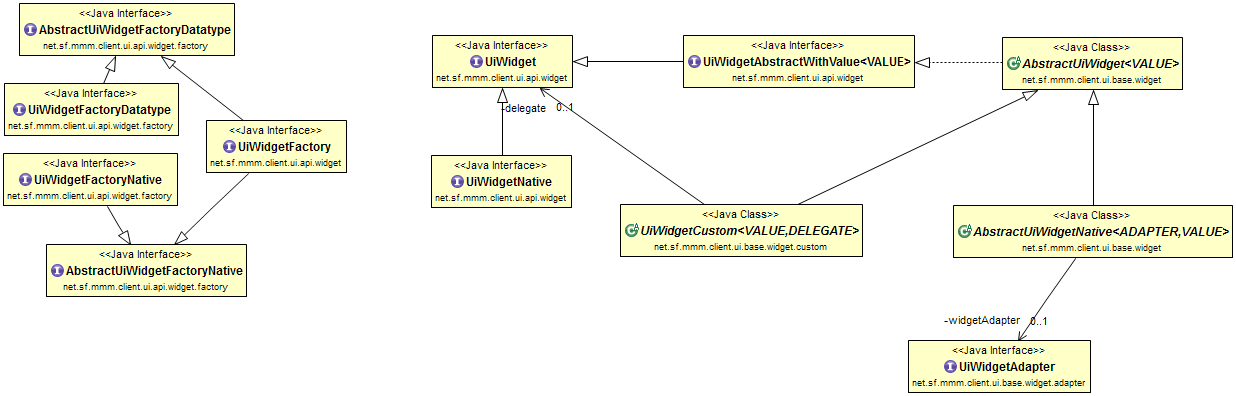 <<Java Interface>>
AbstractUiWidgetFactoryDatatype
net.sf.mmm.client.ui.api.widget.factory
<<Java Interface>>
UiWidgetFactoryDatatype
net.sf.mmm.client.ui.api.widget.factory
<<Java Interface>>
UiWidgetFactory
net.sf.mmm.client.ui.api.widget
<<Java Interface>>
UiWidgetFactoryNative
net.sf.mmm.client.ui.api.widget.factory
<<Java Interface>>
AbstractUiWidgetFactoryNative
net.sf.mmm.client.ui.api.widget.factory
<<Java Interface>>
UiWidget
net.sf.mmm.client.ui.api.widget
<<Java Interface>>
UiWidgetAbstractWithValue<VALUE>
net.sf.mmm.client.ui.api.widget
<<Java Class>>
AbstractUiWidget<VALUE>
net.sf.mmm.client.ui.base.widget
-delegate 0..1
<<Java Interface>>
UiWidgetNative
net.sf.mmm.client.ui.api.widget
<<Java Class>>
UiWidgetCustom<VALUE,DELEGATE>
net.sf.mmm.client.ui.base.widget.custom
<<Java Class>>
AbstractUiWidgetNative<ADAPTER,VALUE>
net.sf.mmm.client.ui.base.widget
-widgetAdapter 0..1
<<Java Interface>>
UiWidgetAdapter
net.sf.mmm.client.ui.base.widget.adapter